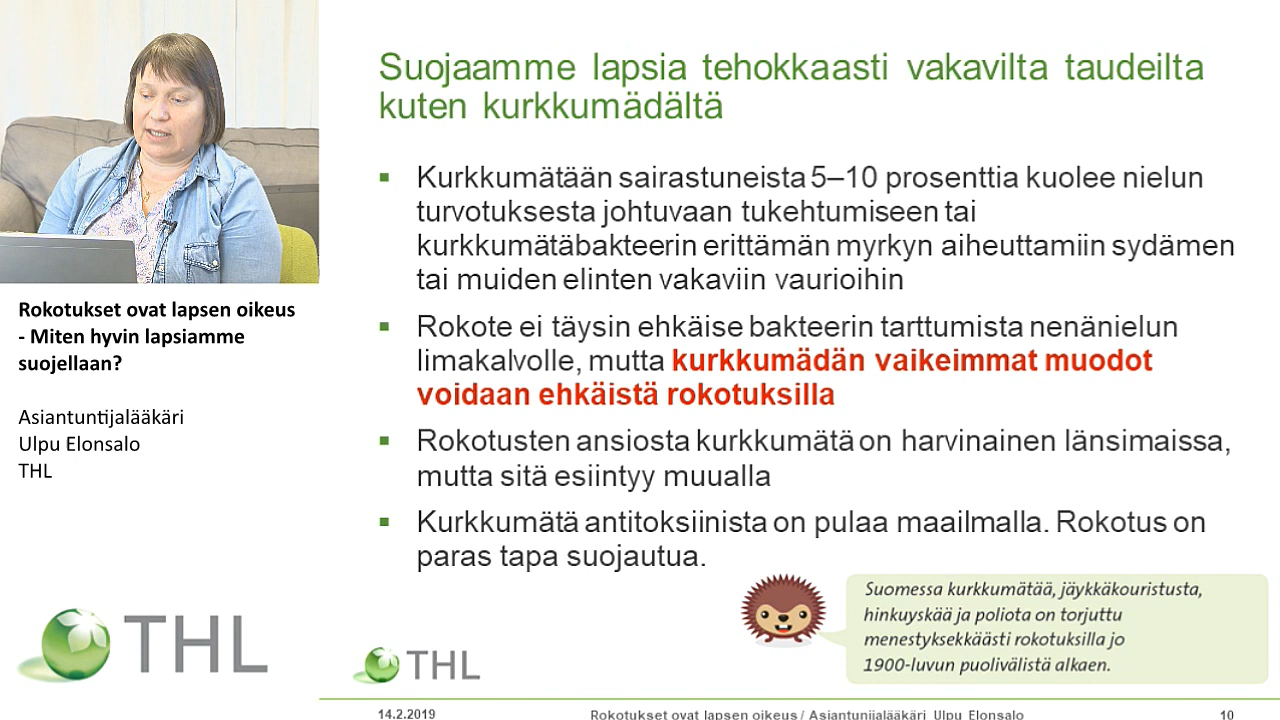 Suojaamme lapsia tehokkaasti vakavilta taudeilta
kuten kurkkumädältä
▪ Kurkkumätään sairastuneista 5–10 prosenttia kuolee nielun
turvotuksesta johtuvaan tukehtumiseen tai
kurkkumätäbakteerin erittämän myrkyn aiheuttamiin sydämen
tai muiden elinten vakaviin vaurioihin
▪ Rokote ei täysin ehkäise bakteerin tarttumista nenänielun
limakalvolle, mutta kurkkumädän vaikeimmat muodot
voidaan ehkäistä rokotuksilla
▪ Rokotusten ansiosta kurkkumätä on harvinainen länsimaissa,
mutta sitä esiintyy muualla
▪ Kurkkumätä antitoksiinista on pulaa maailmalla. Rokotus on
paras tapa suojautua.
Suomessa kurkkumätää, jäykkäkouristusta,
hinkuyskää ja poliota on torjuttu
menestyksekkäästi rokotuksilla jo
1900-luvun puolivälistä alkaen.
THL
14.2.2019
Rokotukset ovat lapsen oikeus / Asiantunijalääkäri Ulpu Elonsalo
10
Rokotukset ovat lapsen oikeus
- Miten hyvin lapsiamme
suojellaan?
Asiantuntijalääkäri
Ulpu Elonsalo
THL
THL